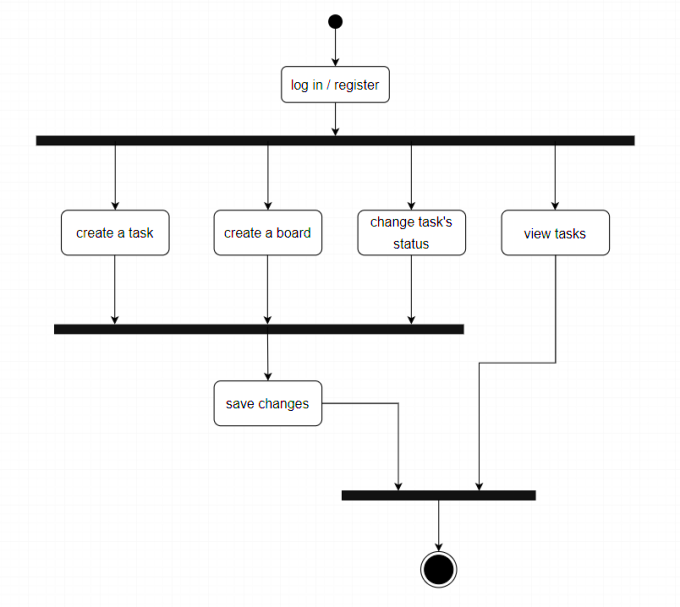 log in / register
create a task
create a board
change task's
status
view tasks
save changes